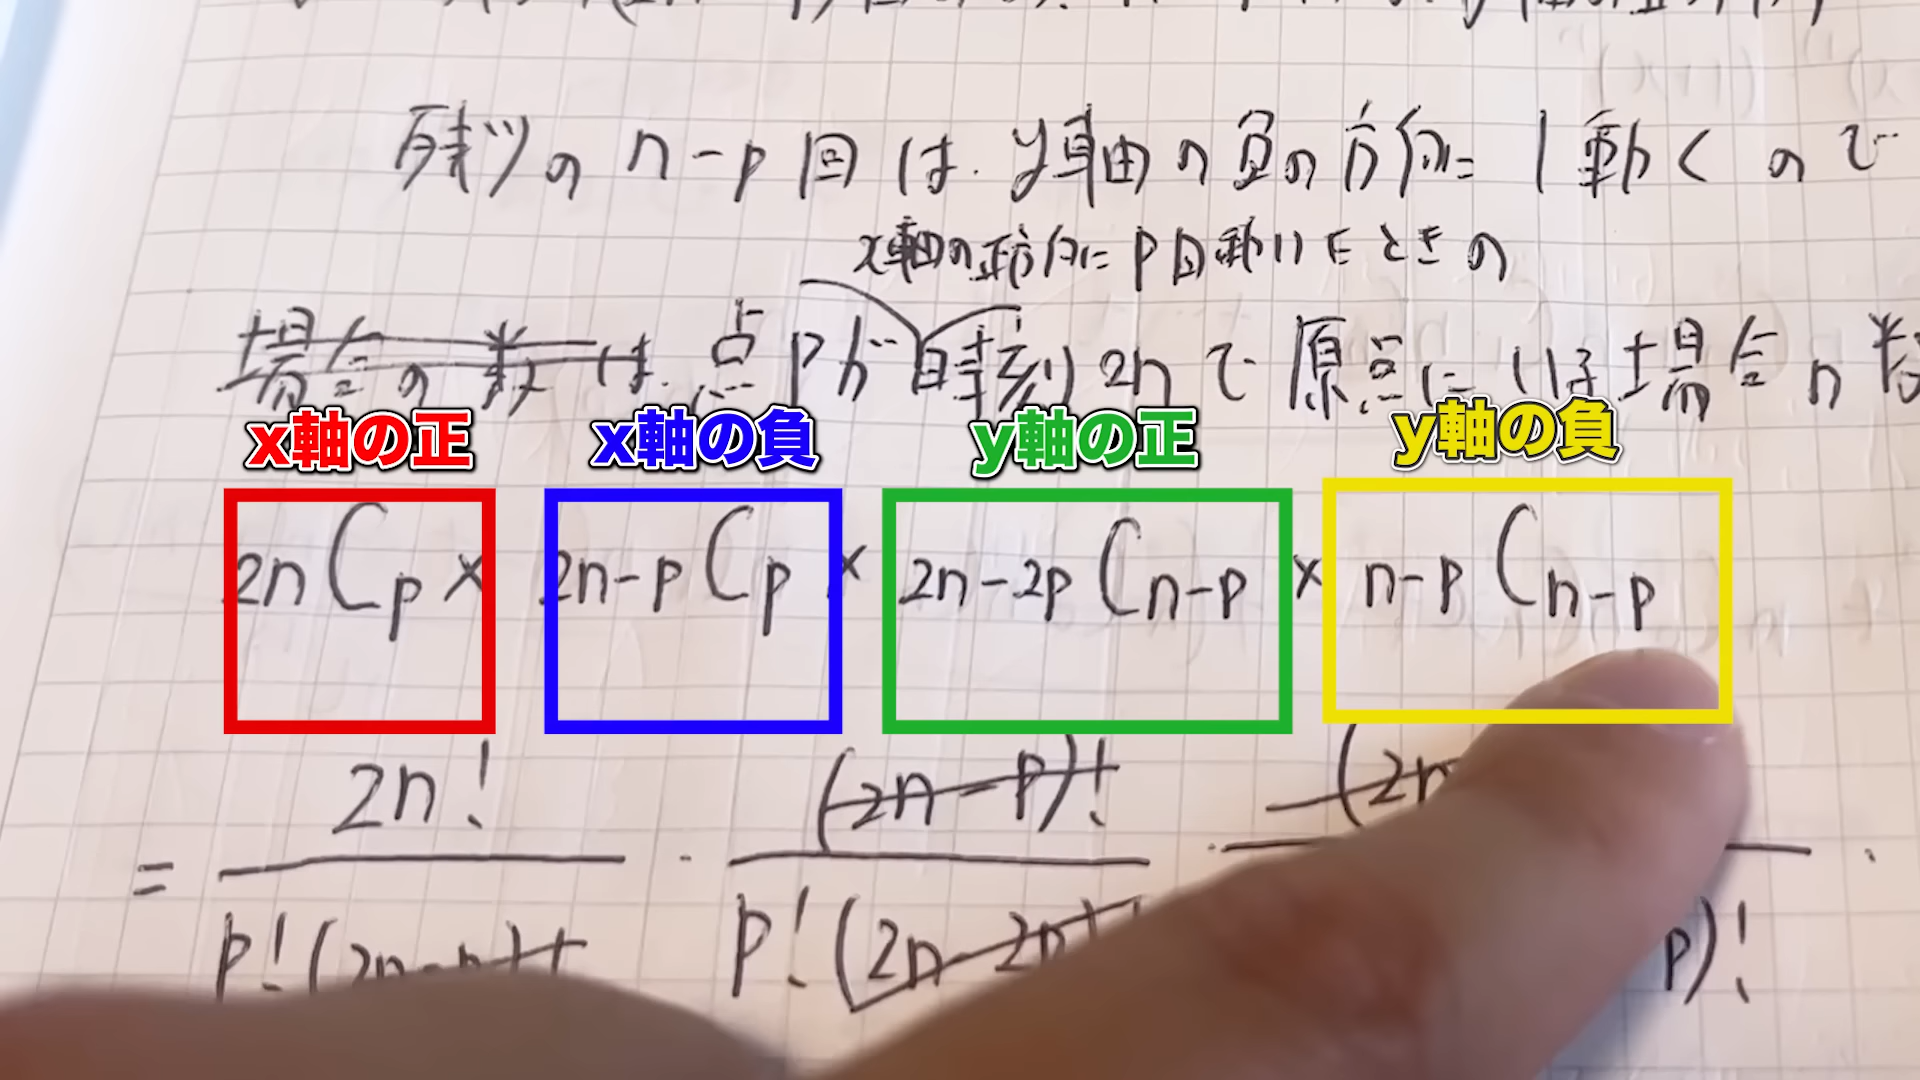 残りの n-p 回は、y軸の負の方向に 1 動くので
x軸の正方向に p回動いたときの
場合の数は、点Pが時刻2nで原点にいる場合の数
x軸の正 x軸の負 y軸の正 y軸の負
2nCp × 2n-pCp × 2n-2pCn-p × n-pCn-p
= 2n! / p!(2n-p)! · (2n-p)! / p!(2n-2p)! · (2n p)! ·